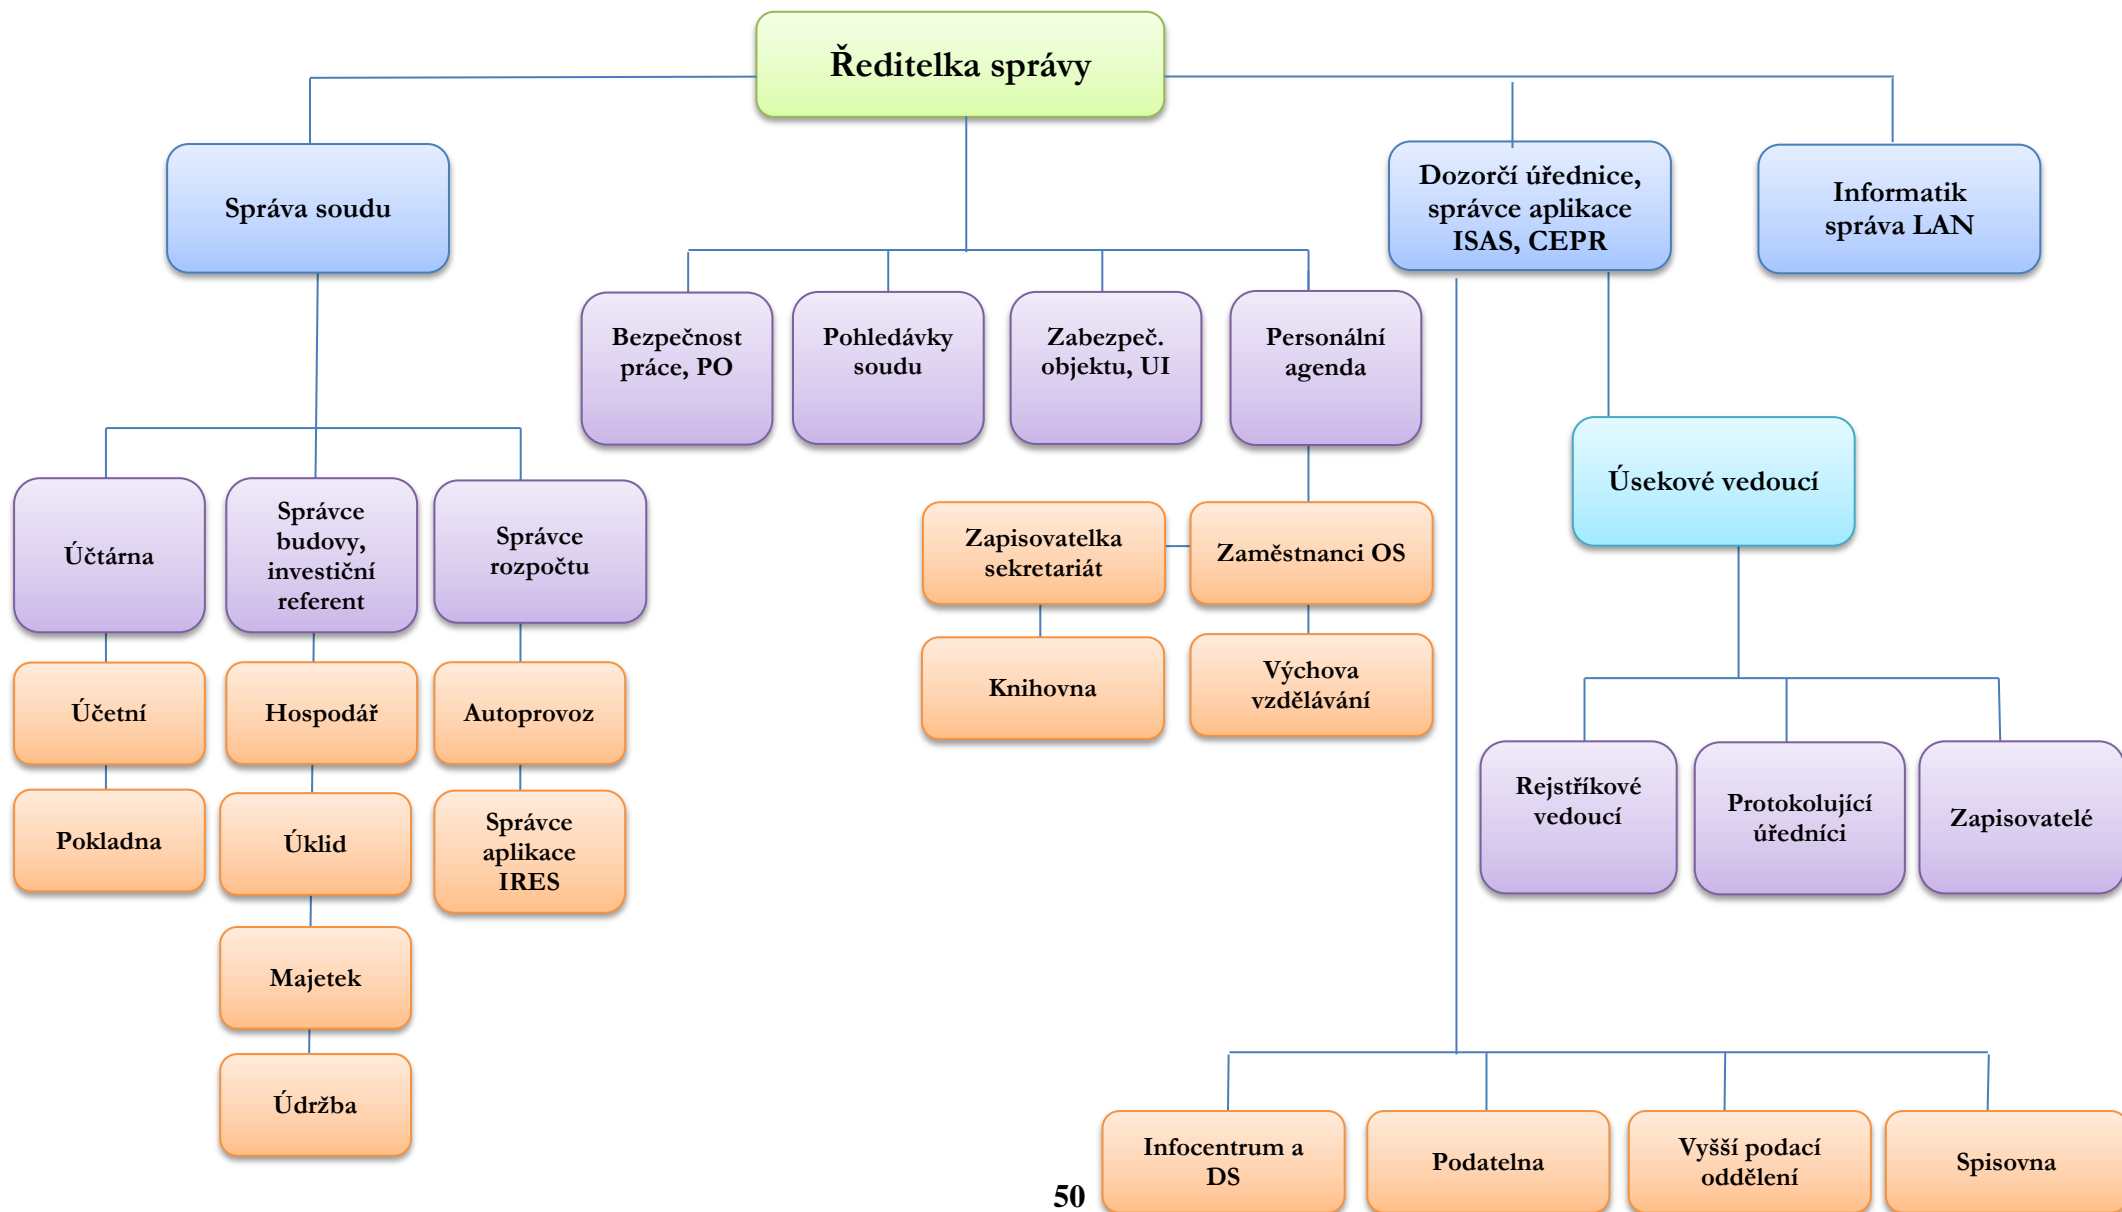 Ředitelka správy
Správa soudu
Dozorčí úřednice,
správce aplikace
ISAS, CEPR
Informatik
správa LAN
Bezpečnost
práce, PO
Pohledávky
soudu
Zabezpeč.
objektu, UI
Personální
agenda
Úsekové vedoucí
Účtárna
Správce
budovy,
investiční
referent
Správce
rozpočtu
Zapisovatelka
sekretariát
Zaměstnanci OS
Účetní
Hospodář
Autoprovoz
Knihovna
Výchova
vzdělávání
Rejstříkové
vedoucí
Protokolující
úředníci
Zapisovatelé
Pokladna
Úklid
Správce
aplikace
IRES
Majetek
Údržba
Infocentrum a
DS
Podatelna
Vyšší podací
oddělení
Spisovna
50